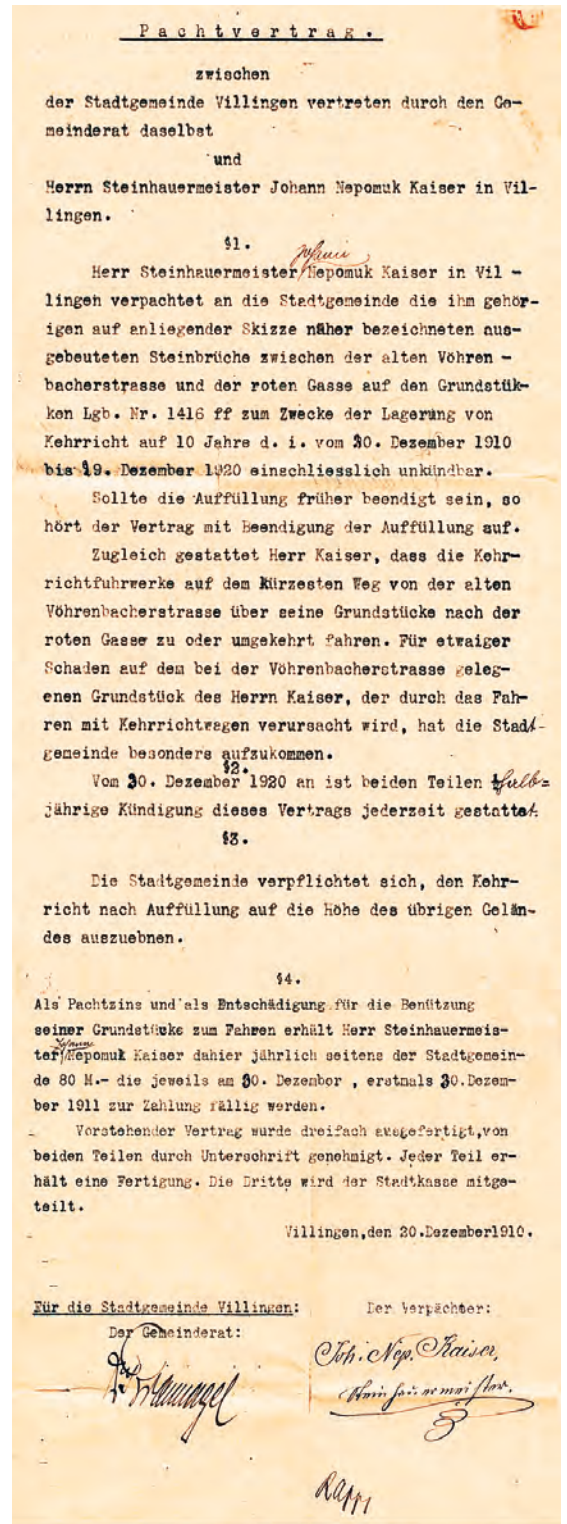 Pachtvertrag.
zwischen
der Stadtgemeinde Villingen vertreten durch den Ge-
meinderat daselbst
und
Herrn Steinhauermeister Johann Nepomuk Kaiser in Vil-
lingen.
§1.
Johann
Herr Steinhauermeister/Nepomuk Kaiser in Vil -
lingen verpachtet an die Stadtgemeinde die ihm gehör-
igen auf anliegender Skizze näher bezeichneten aus-
gebeuteten Steinbrüche zwischen der alten Vöhren -
bacherstrasse und der roten Gasse auf den Grundstük-
ken Lgb. Nr. 1416 ff zum Zwecke der Lagerung von
Kehrricht auf 10 Jahre d. i. vom 30. Dezember 1910
bis 29. Dezember 1920 einschliesslich unkündbar.
Sollte die Auffüllung früher beendigt sein, so
hört der Vertrag mit Beendigung der Auffüllung auf.
Zugleich gestattet Herr Kaiser, dass die Kehr-
richtfuhrwerke auf dem kürzesten Weg von der alten
Vöhrenbacherstrasse über seine Grundstücke nach der
roten Gasse zu oder umgekehrt fahren. Für etwaiger
Schaden auf dem bei der Vöhrenbacherstrasse geleg-
enen Grundstück des Herrn Kaiser, der durch das Fah-
ren mit Kehrrichtwagen verursacht wird, hat die Stadt-
gemeinde besonders aufzukommen.
§2.
Vom 30. Dezember 1920 an ist beiden Teilen halb=
jährige Kündigung dieses Vertrags jederzeit gestattet
§3.
Die Stadtgemeinde verpflichtet sich, den Kehr-
richt nach Auffüllung auf die Höhe des übrigen Gelän-
des auszuebnen.
§4.
Als Pachtzins und als Entschädigung für die Benützung
seiner Grundstücke zum Fahren erhält Herr Steinhauermeis-
Johann
ter/Nepomuk Kaiser dahier jährlich seitens der Stadtgemein-
de 80 M.- die jeweils am 30. Dezember , erstmals 30.Dezem-
ber 1911 zur Zahlung fällig werden.
Vorstehender Vertrag wurde dreifach ausgefertigt,von
beiden Teilen durch Unterschrift genehmigt. Jeder Teil er-
hält eine Fertigung. Die Dritte wird der Stadtkasse mitge-
teilt.
Villingen,den 20.Dezember1910.
Für die Stadtgemeinde Villingen: Der Verpächter:
Der Gemeinderat:
Joh. Nep. Kaiser,
Steinhauermeister.